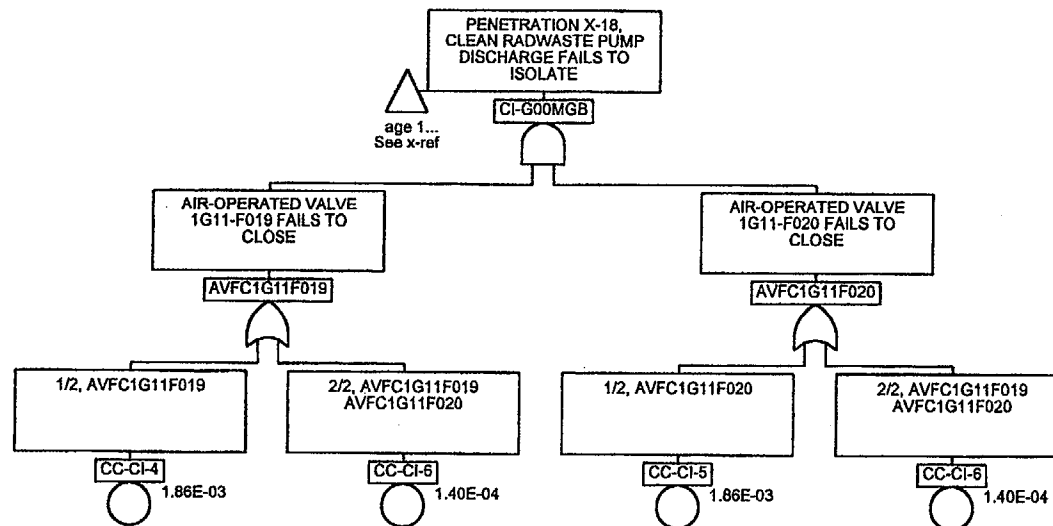 PENETRATION X-18,
CLEAN RADWASTE PUMP
DISCHARGE FAILS TO
ISOLATE
CI-G00MGB
age 1...
See x-ref
AIR-OPERATED VALVE
1G11-F019 FAILS TO
CLOSE
AIR-OPERATED VALVE
1G11-F020 FAILS TO
CLOSE
AVFC1G11F019
AVFC1G11F020
1/2, AVFC1G11F019
2/2, AVFC1G11F019
AVFC1G11F020
1/2, AVFC1G11F020
2/2, AVFC1G11F019
AVFC1G11F020
CC-CI-4
1.86E-03
CC-CI-6
1.40E-04
CC-CI-5
1.86E-03
CC-CI-6
1.40E-04